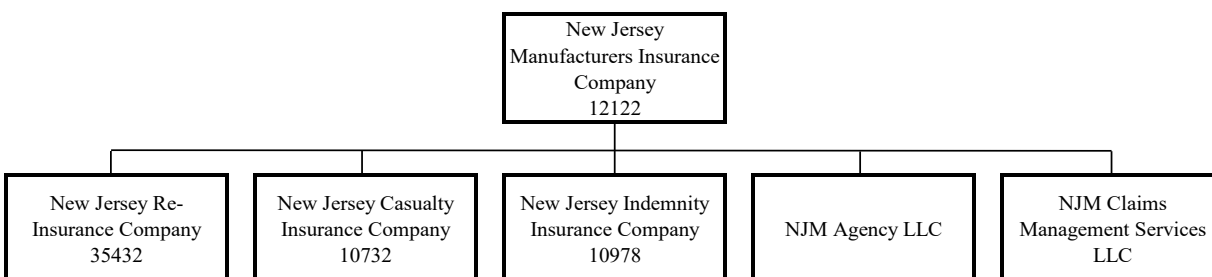 New Jersey
Manufacturers Insurance
Company
12122
New Jersey Re-
Insurance Company
35432
New Jersey Casualty
Insurance Company
10732
New Jersey Indemnity
Insurance Company
10978
NJM Agency LLC
NJM Claims
Management Services
LLC